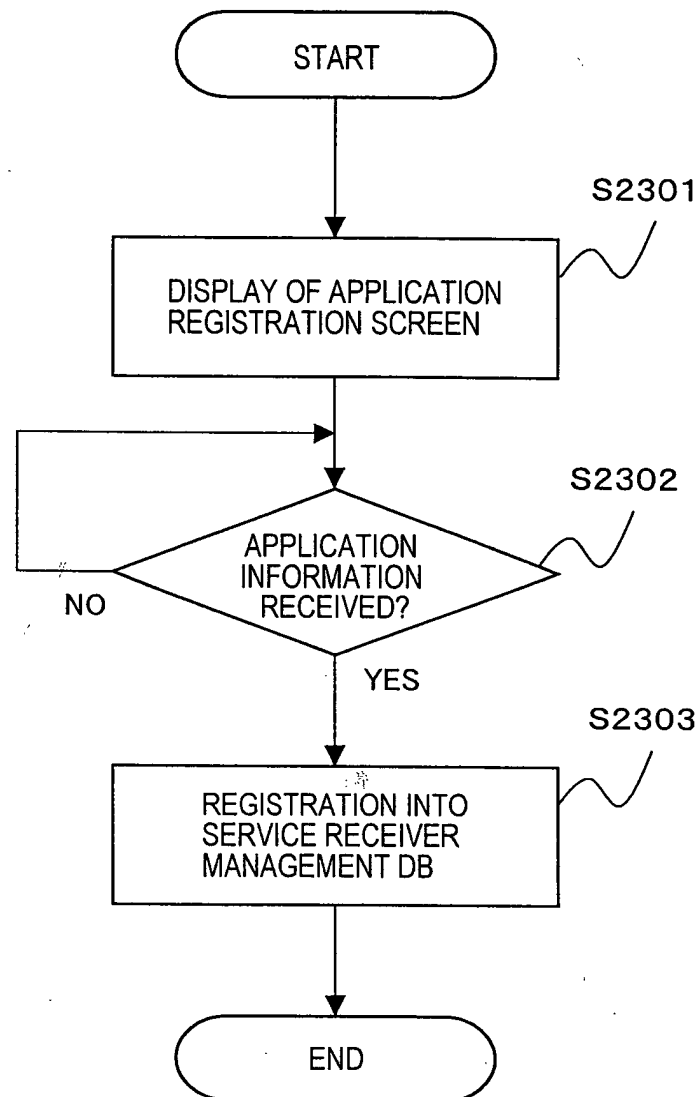 START
S2301
DISPLAY OF APPLICATION
REGISTRATION SCREEN
S2302
APPLICATION
INFORMATION
RECEIVED?
NO
YES
S2303
REGISTRATION INTO
SERVICE RECEIVER
MANAGEMENT DB
END